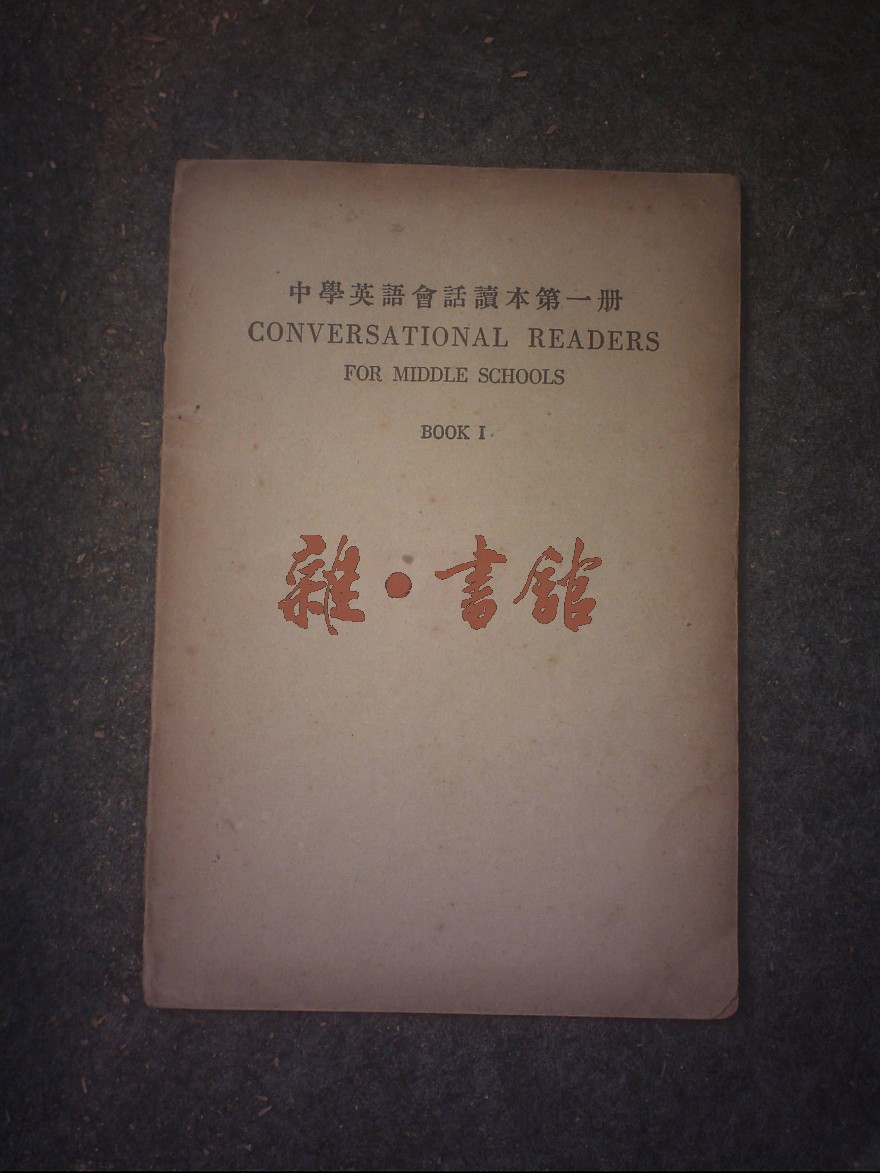 中學英語會話讀本第一册
CONVERSATIONAL READERS
FOR MIDDLE SCHOOLS
BOOK I
雜·書館